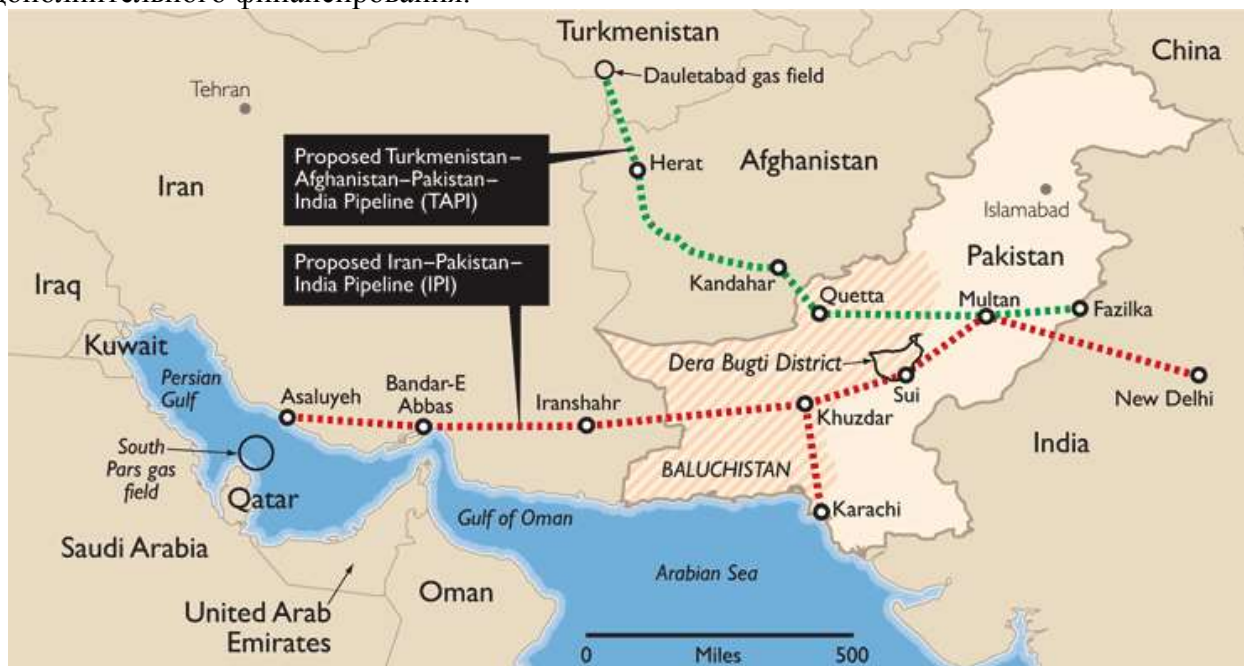 дополнительного финансирования.
Turkmenistan
China
Dauletabad gas field
Tehran
Proposed Turkmenistan–
Afghanistan–Pakistan–
India Pipeline (TAPI)
Herat
Afghanistan
Iran
Islamabad
Pakistan
Proposed Iran–Pakistan–
India Pipeline (IPI)
Kandahar
Iraq
Quetta
Multan
Fazilka
Kuwait
Persian
Gulf
Dera Bugti District
Asaluyeh
Bandar-E
Abbas
Iranshahr
Khuzdar
Sui
New Delhi
South
Pars gas
field
BALUCHISTAN
India
Qatar
Karachi
Gulf of Oman
Saudi Arabia
Arabian Sea
Oman
United Arab
Emirates
0 Miles 500